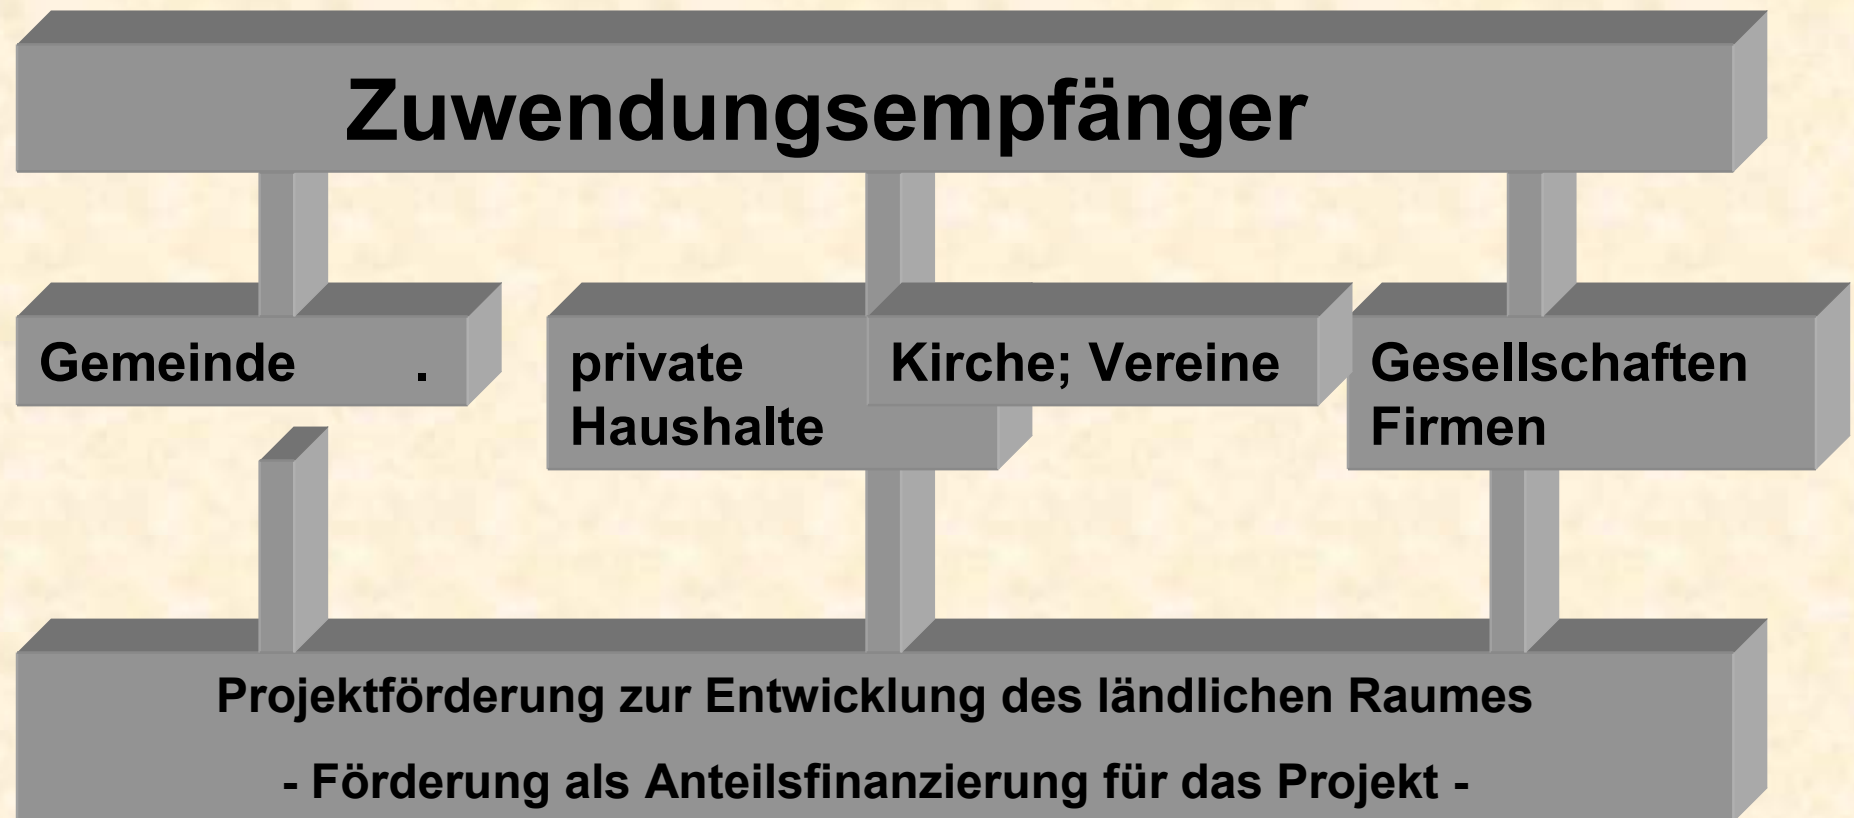 Zuwendungsempfänger
Gemeinde .
private
Haushalte
Kirche; Vereine
Gesellschaften
Firmen
Projektförderung zur Entwicklung des ländlichen Raumes
- Förderung als Anteilsfinanzierung für das Projekt -